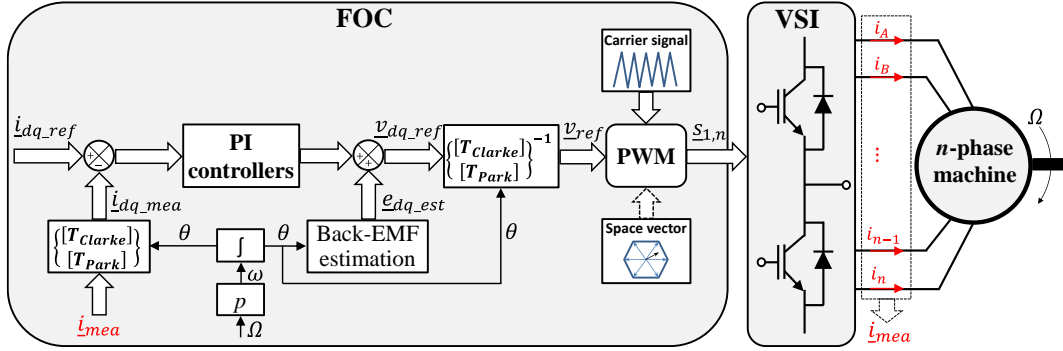 FOC
VSI
Carrier signal
i_A
i_B
Ω
i_dq_ref
PI
controllers
v_dq_ref
{[T_Clarke]
[T_Park]}^-1
v_ref
PWM
s_1,n
⋮
n-phase
machine
i_dq_mea
e_dq_est
{[T_Clarke]
[T_Park]}
θ
∫
θ
Back-EMF
estimation
θ
Space vector
i_n-1
i_n
ω
p
Ω
i_mea
i_mea